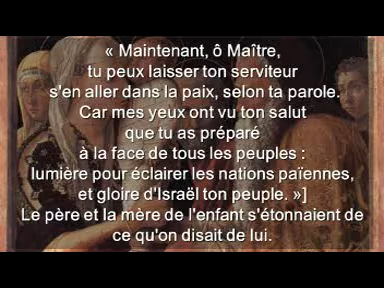 « Maintenant, ô Maître,
tu peux laisser ton serviteur
s'en aller dans la paix, selon ta parole.
Car mes yeux ont vu ton salut
que tu as préparé
à la face de tous les peuples :
lumière pour éclairer les nations païennes,
et gloire d'Israël ton peuple. »]
Le père et la mère de l'enfant s'étonnaient de
ce qu'on disait de lui.